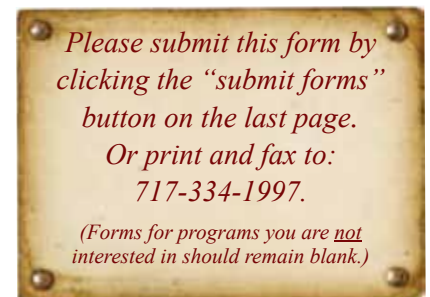 Please submit this form by
clicking the “submit forms”
button on the last page.
Or print and fax to:
717-334-1997.
(Forms for programs you are not
interested in should remain blank.)